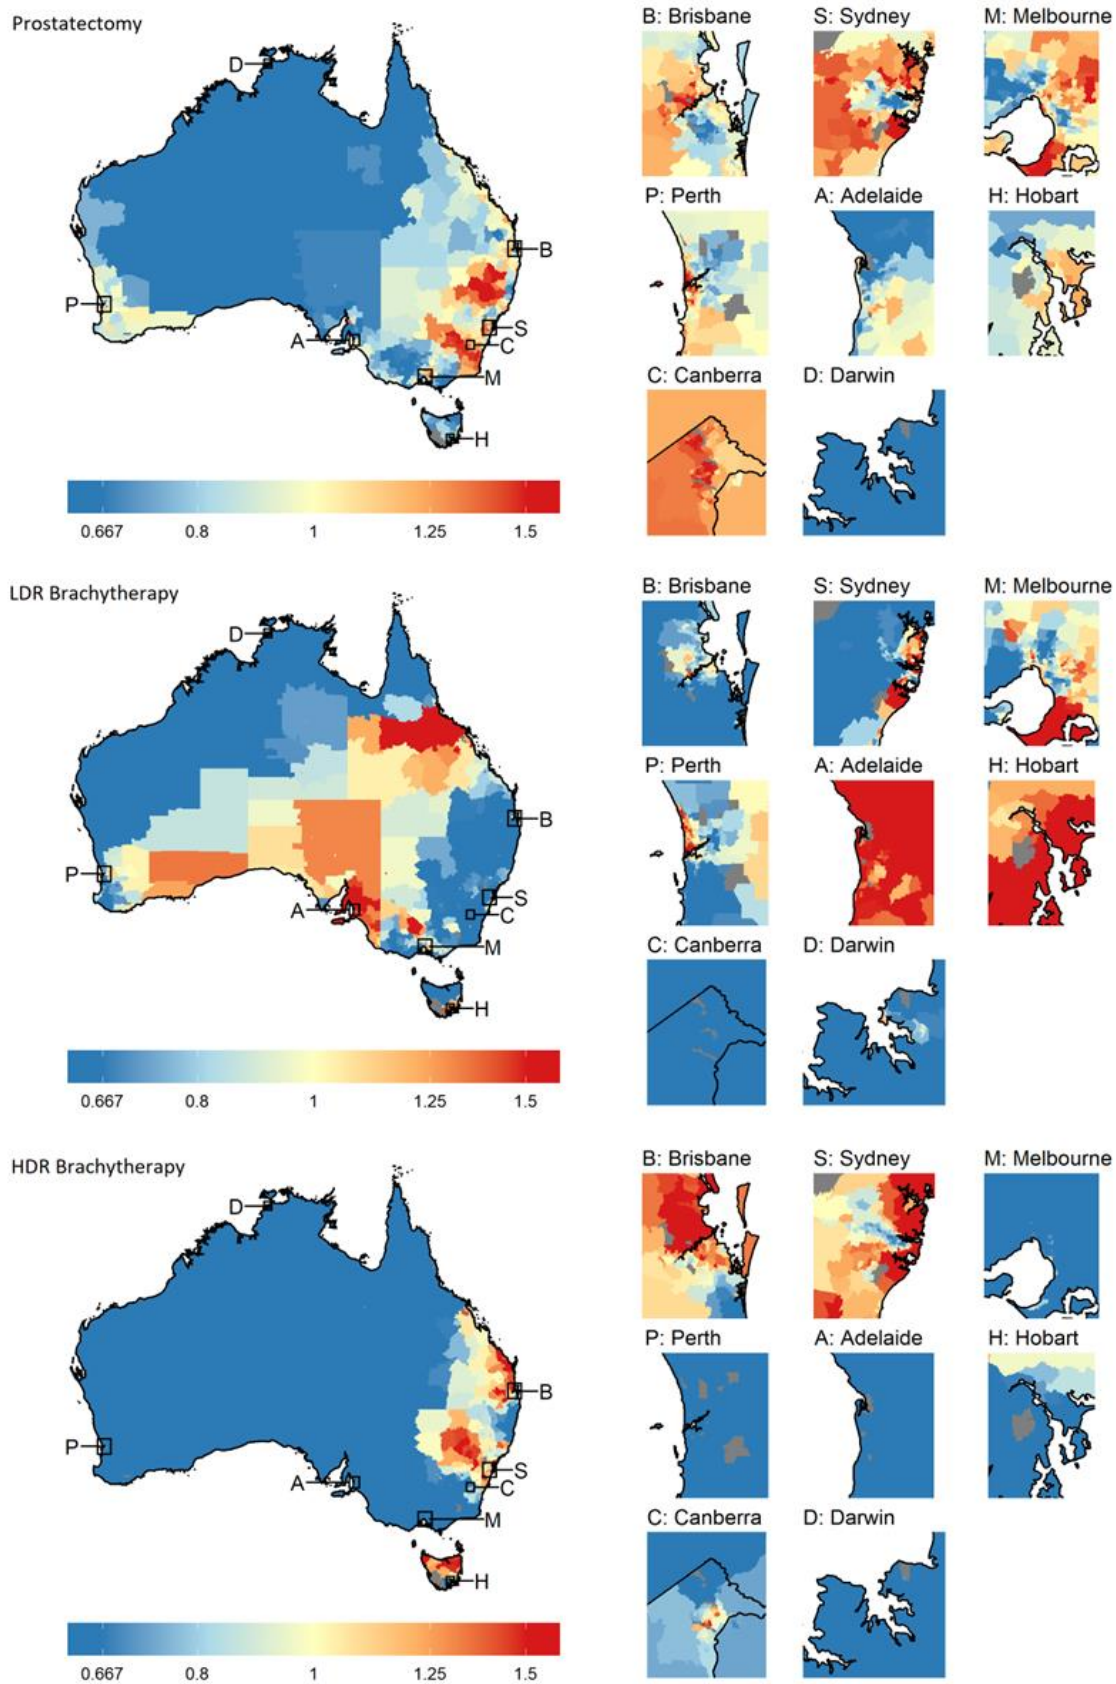 Prostatectomy
B: Brisbane S: Sydney M: Melbourne
D
P: Perth A: Adelaide H: Hobart
B
P
S
A C
C: Canberra D: Darwin
M
H
0.667 0.8 1 1.25 1.5
LDR Brachytherapy
B: Brisbane S: Sydney M: Melbourne
D
P: Perth A: Adelaide H: Hobart
B
P
S
A C
C: Canberra D: Darwin
M
H
0.667 0.8 1 1.25 1.5
HDR Brachytherapy
B: Brisbane S: Sydney M: Melbourne
D
P: Perth A: Adelaide H: Hobart
B
P
S
A C
C: Canberra D: Darwin
M
H
0.667 0.8 1 1.25 1.5